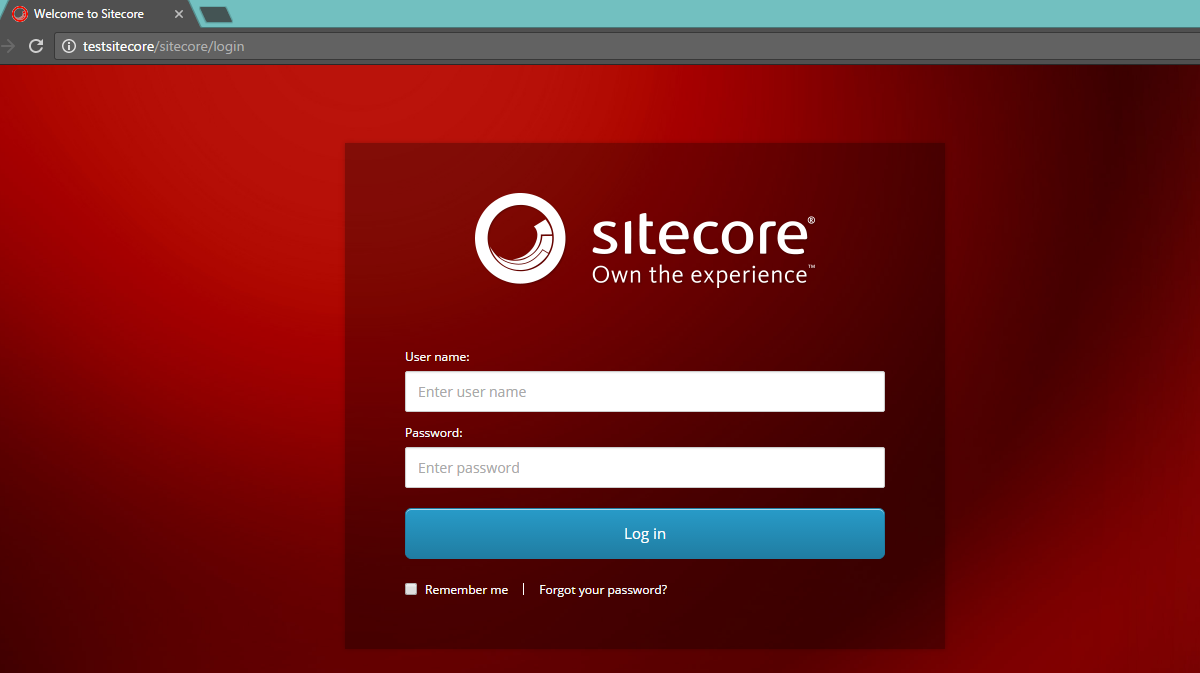 Welcome to Sitecore
testsitecore/sitecore/login
sitecore®
Own the experience™
User name:
Enter user name
Password:
Enter password
Log in
Remember me | Forgot your password?